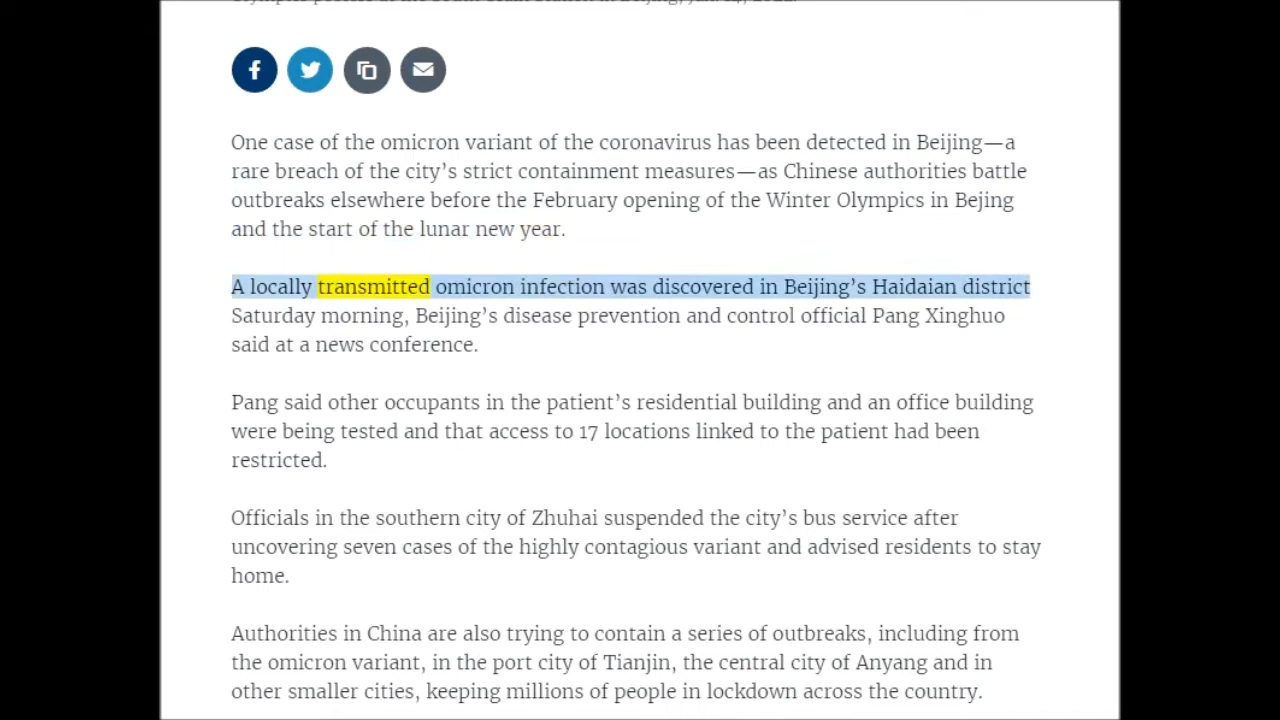 One case of the omicron variant of the coronavirus has been detected in Beijing—a
rare breach of the city’s strict containment measures—as Chinese authorities battle
outbreaks elsewhere before the February opening of the Winter Olympics in Bejing
and the start of the lunar new year.
A locally transmitted omicron infection was discovered in Beijing’s Haidaian district
Saturday morning, Beijing’s disease prevention and control official Pang Xinghuo
said at a news conference.
Pang said other occupants in the patient’s residential building and an office building
were being tested and that access to 17 locations linked to the patient had been
restricted.
Officials in the southern city of Zhuhai suspended the city’s bus service after
uncovering seven cases of the highly contagious variant and advised residents to stay
home.
Authorities in China are also trying to contain a series of outbreaks, including from
the omicron variant, in the port city of Tianjin, the central city of Anyang and in
other smaller cities, keeping millions of people in lockdown across the country.